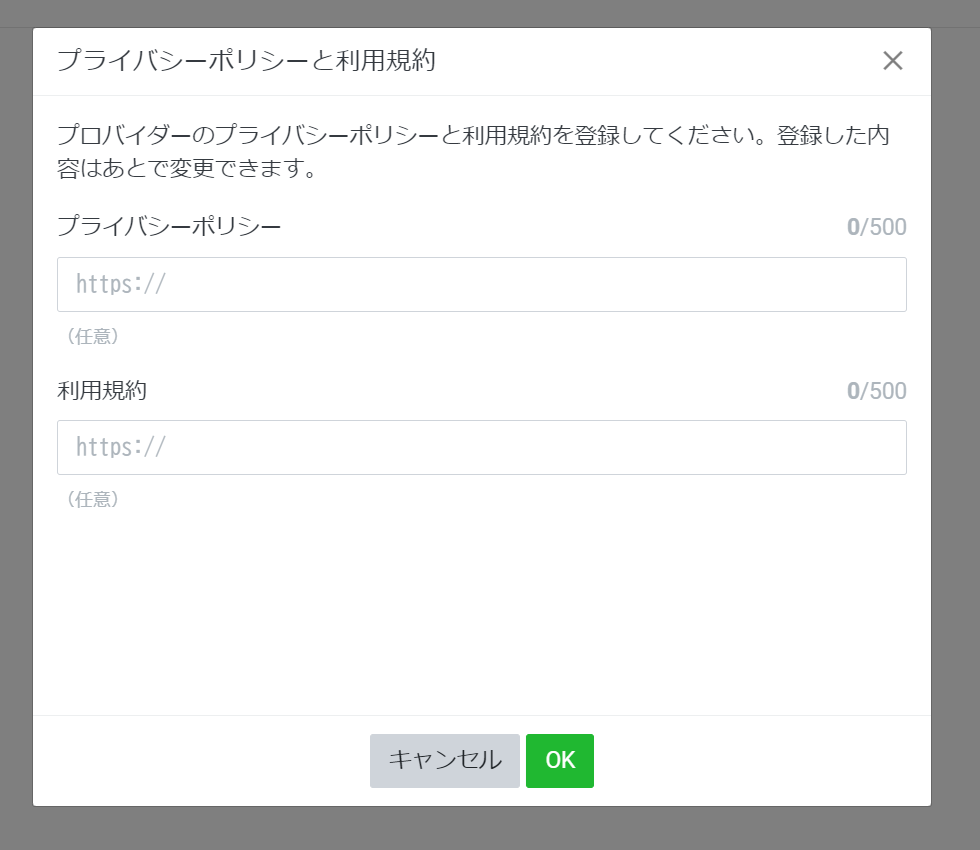 プライバシーポリシーと利用規約
プロバイダーのプライバシーポリシーと利用規約を登録してください。登録した内
容はあとで変更できます。
プライバシーポリシー 0/500
https://
（任意）
利用規約 0/500
https://
（任意）
キャンセル OK